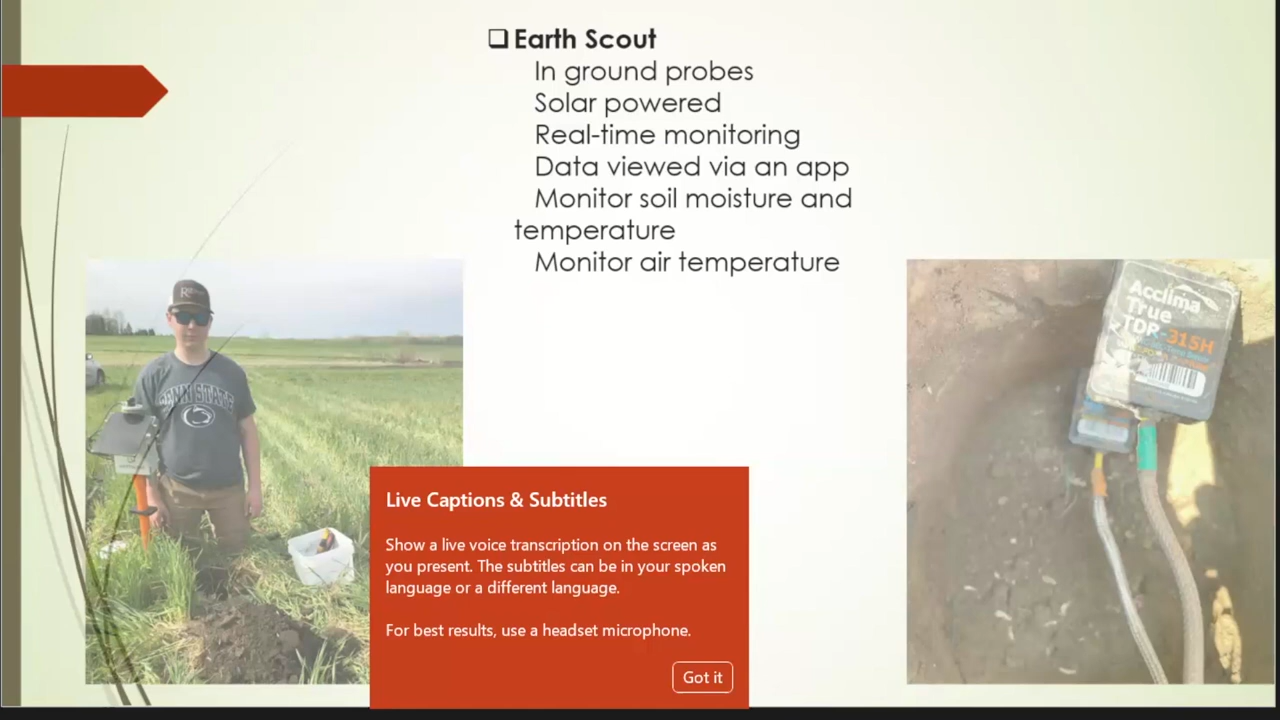 ❑ Earth Scout
In ground probes
Solar powered
Real-time monitoring
Data viewed via an app
Monitor soil moisture and
temperature
Monitor air temperature
PENN STATE
Acclima
True
TDR-315H
Live Captions & Subtitles
Show a live voice transcription on the screen as
you present. The subtitles can be in your spoken
language or a different language.
For best results, use a headset microphone.
Got it